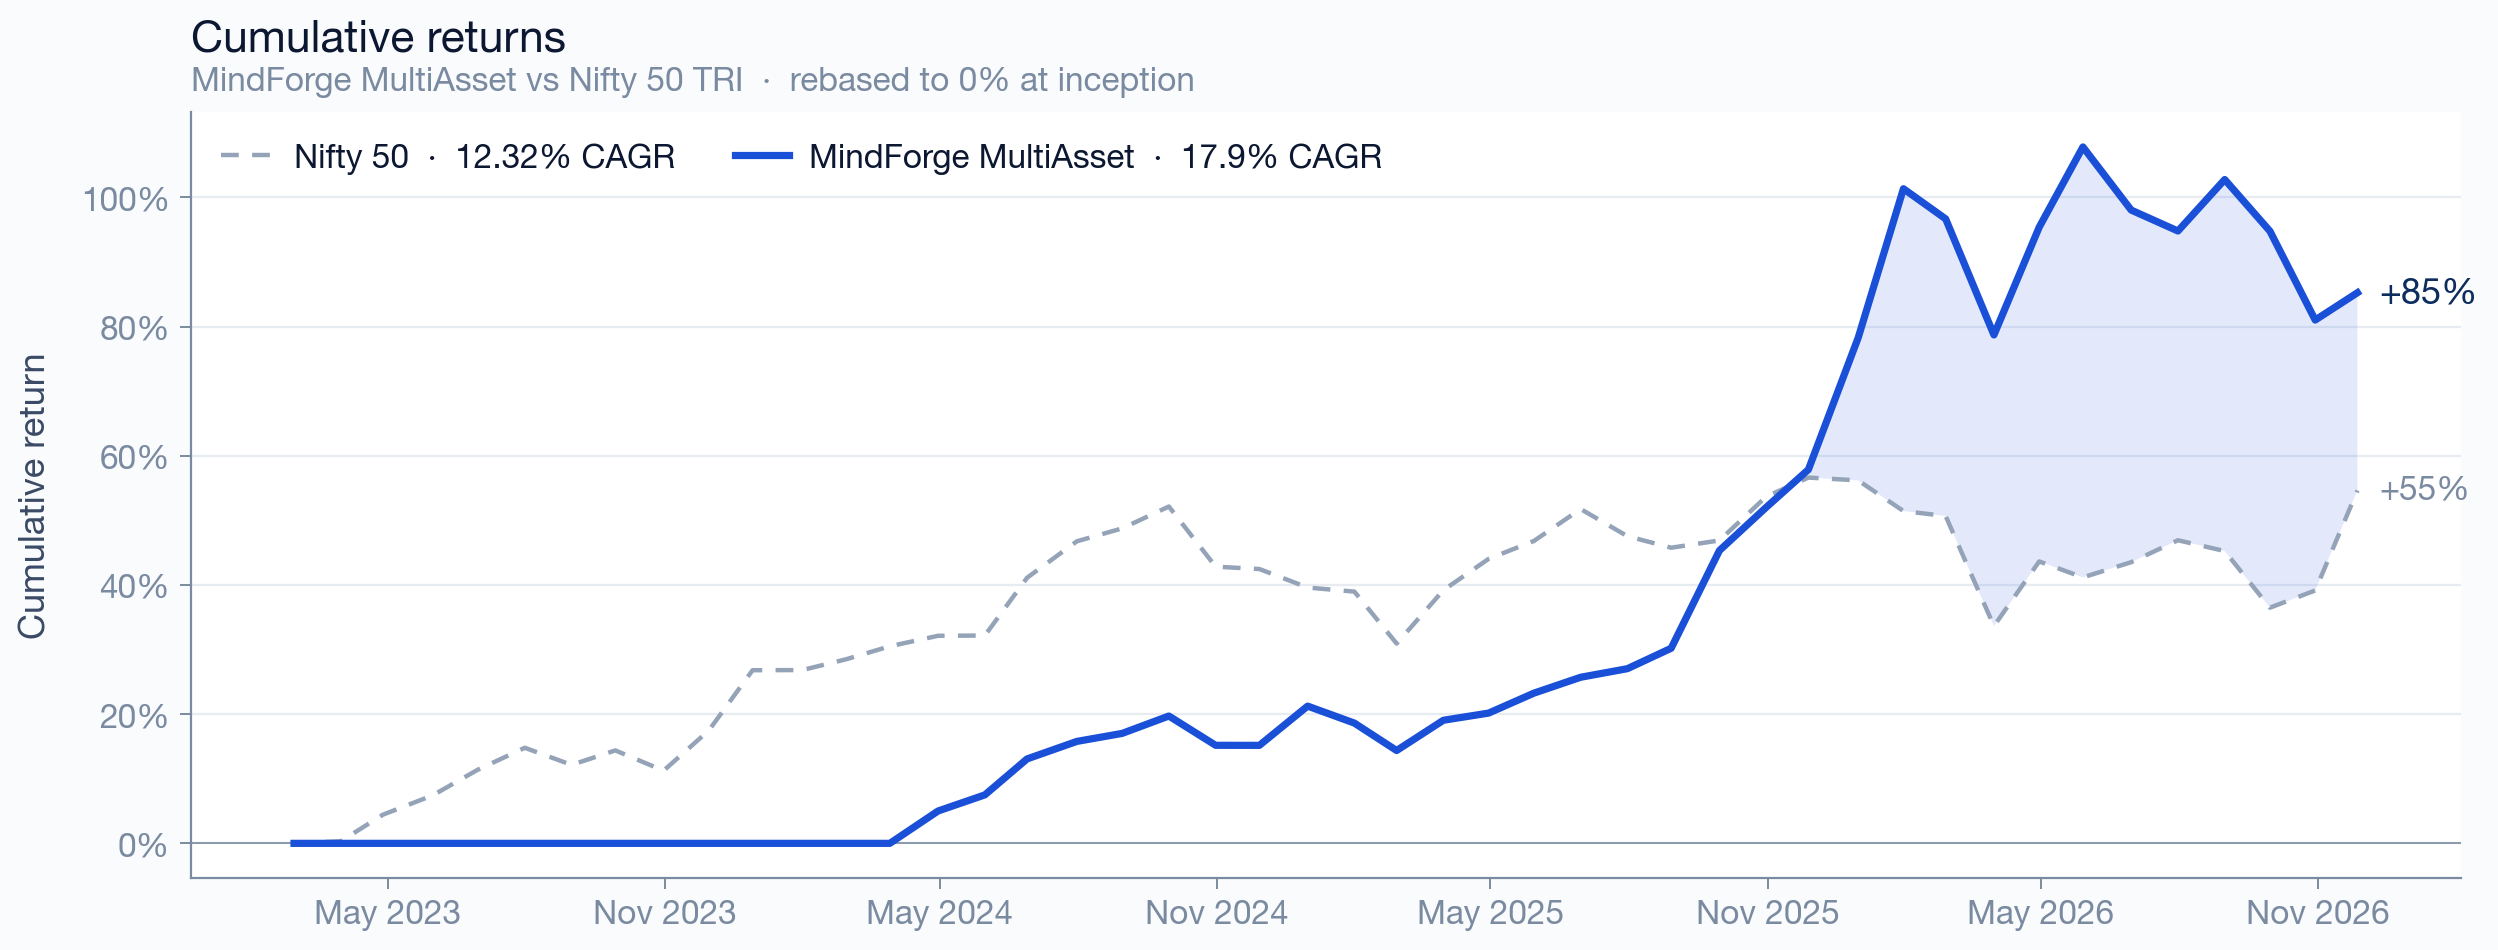 Cumulative returns
MindForge MultiAsset vs Nifty 50 TRI · rebased to 0% at inception
Nifty 50 · 12.32% CAGR
MindForge MultiAsset · 17.9% CAGR
Cumulative return
100%
80%
60%
40%
20%
0%
+85%
+55%
May 2023
Nov 2023
May 2024
Nov 2024
May 2025
Nov 2025
May 2026
Nov 2026